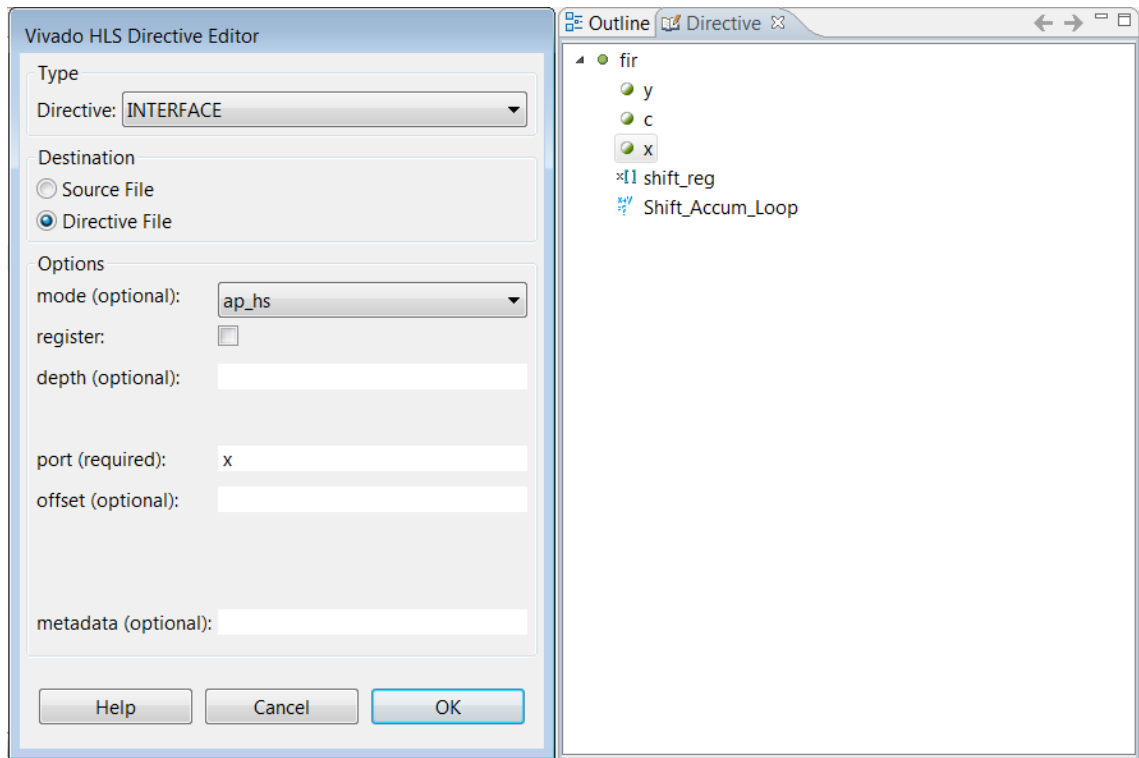 Vivado HLS Directive Editor
Type
Directive: INTERFACE
Destination
Source File
Directive File
Options
mode (optional): ap_hs
register:
depth (optional):
port (required): x
offset (optional):
metadata (optional):
Help Cancel OK
Outline Directive
fir
y
c
x
x[] shift_reg
Shift_Accum_Loop